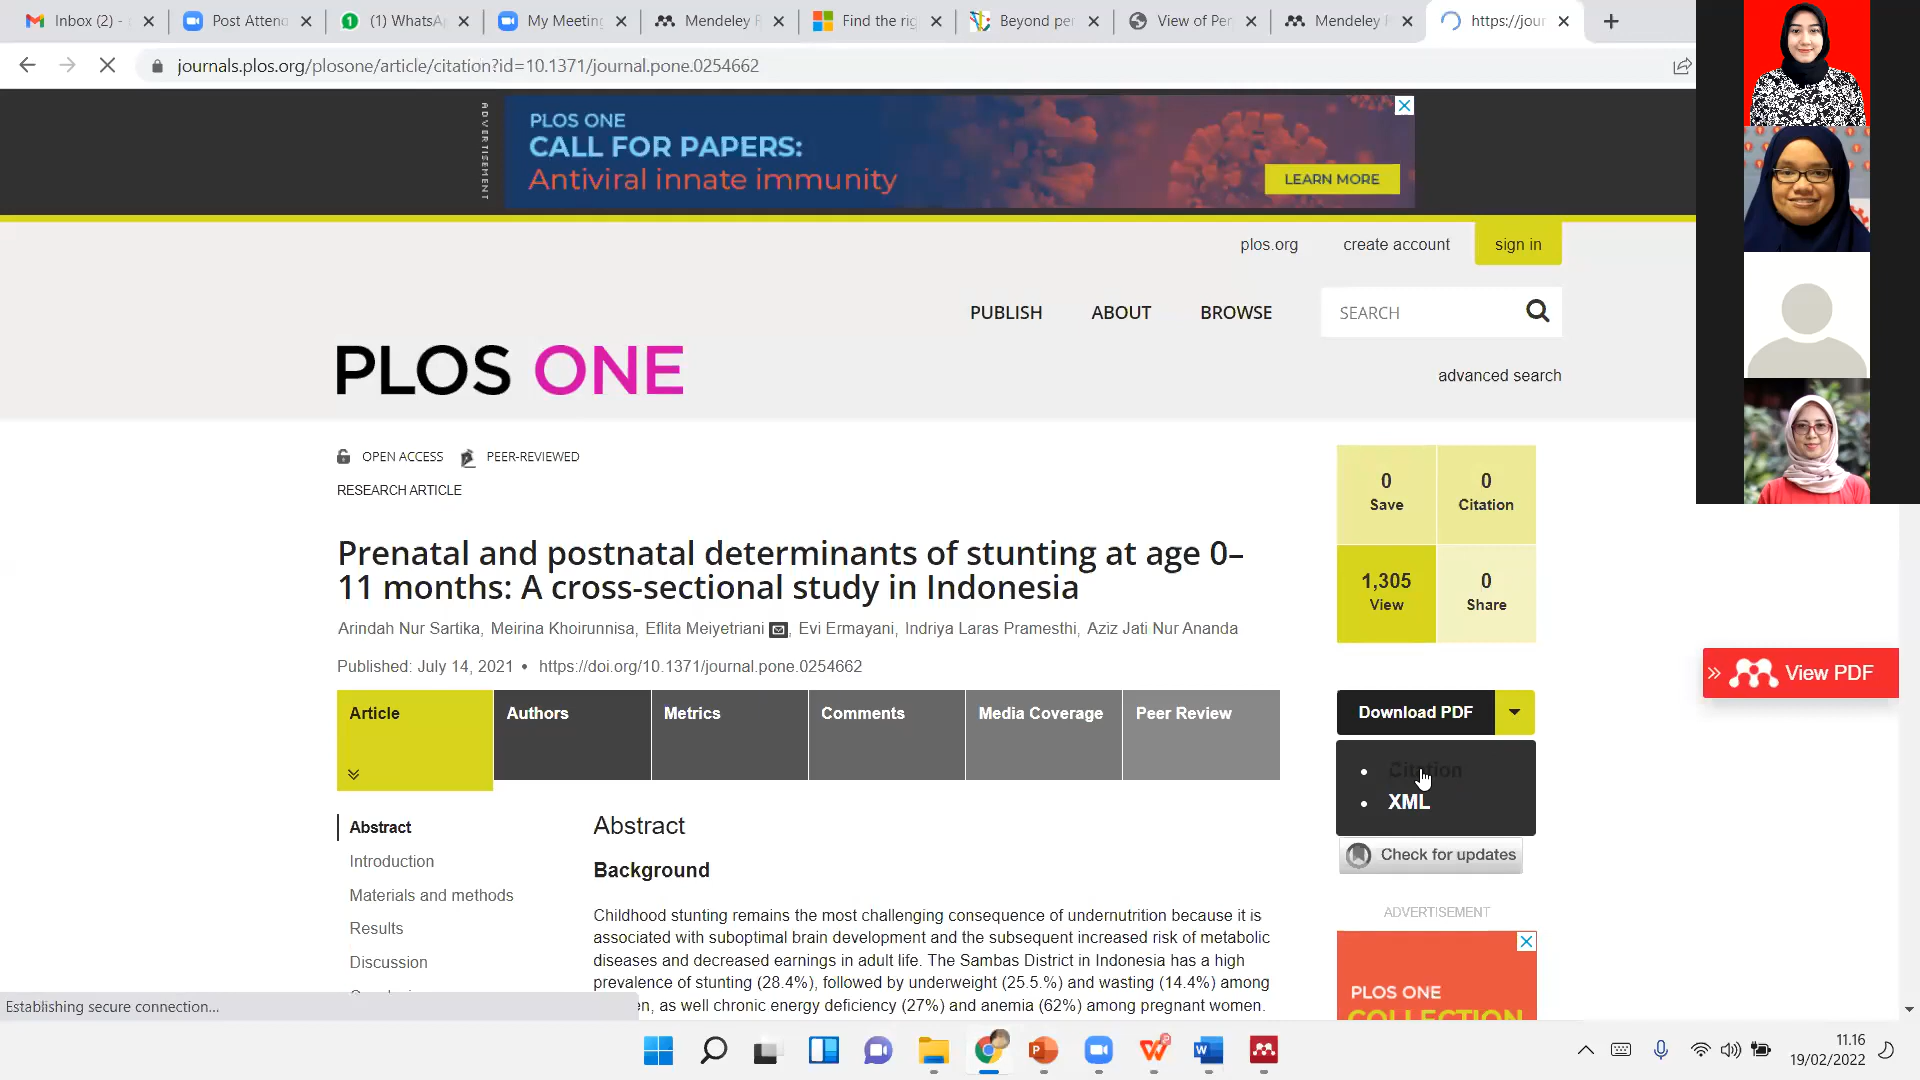 Inbox (2) -
Post Atteno
(1) WhatsA
My Meeting
Mendeley
Find the rig
Beyond per
View of Per
Mendeley
https://jour
journals.plos.org/plosone/article/citation?id=10.1371/journal.pone.0254662
ADVERTISEMENT
PLOS ONE
CALL FOR PAPERS:
Antiviral innate immunity
LEARN MORE
plos.org
create account
sign in
PUBLISH
ABOUT
BROWSE
SEARCH
PLOS ONE
advanced search
OPEN ACCESS
PEER-REVIEWED
RESEARCH ARTICLE
0
Save
0
Citation
1,305
View
0
Share
Prenatal and postnatal determinants of stunting at age 0–
11 months: A cross-sectional study in Indonesia
Arindah Nur Sartika, Meirina Khoirunnisa, Eflita Meiyetriani, Evi Ermayani, Indriya Laras Pramesthi, Aziz Jati Nur Ananda
Published: July 14, 2021 • https://doi.org/10.1371/journal.pone.0254662
View PDF
Article
Authors
Metrics
Comments
Media Coverage
Peer Review
Download PDF
• Citation
• XML
Check for updates
ADVERTISEMENT
PLOS ONE
COLLECTION
Abstract
Introduction
Materials and methods
Results
Discussion
Abstract
Background
Childhood stunting remains the most challenging consequence of undernutrition because it is
associated with suboptimal brain development and the subsequent increased risk of metabolic
diseases and decreased earnings in adult life. The Sambas District in Indonesia has a high
prevalence of stunting (28.4%), followed by underweight (25.5.%) and wasting (14.4%) among
en, as well chronic energy deficiency (27%) and anemia (62%) among pregnant women.
Establishing secure connection...
11.16
19/02/2022